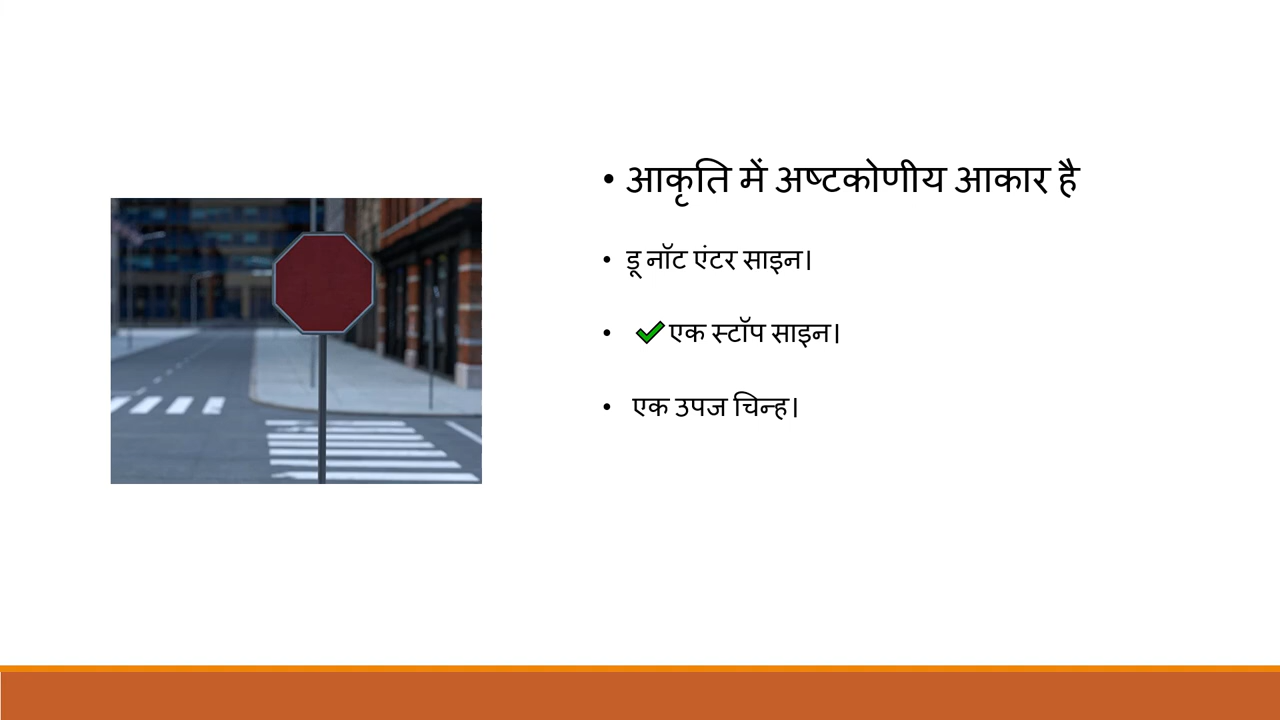 • आकृति में अष्टकोणीय आकार है
• डू नॉट एंटर साइन।
• ✔एक स्टॉप साइन।
• एक उपज चिन्ह।